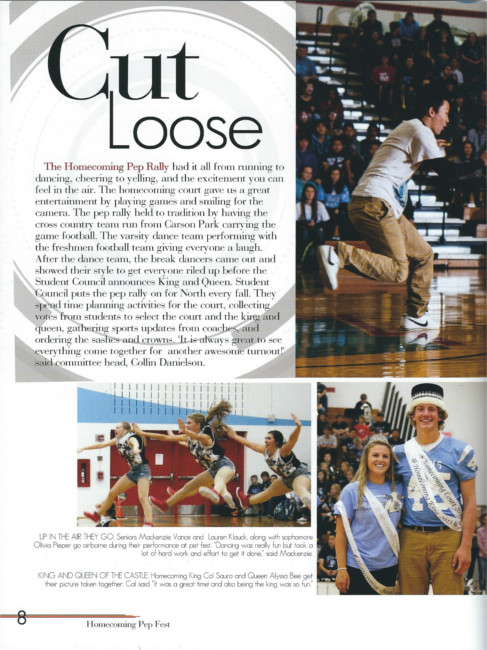 Cut
Loose
The Homecoming Pep Rally had it all from running to
dancing, cheering to yelling, and the excitement you can
feel in the air. The homecoming court gave us a great
entertainment by playing games and smiling for the
camera. The pep rally held to tradition by having the
cross country team run from Carson Park carrying the
game football. The varsity dance team performing with
the freshmen football team giving everyone a laugh.
After the dance team, the break dancers came out and
showed their style to get everyone riled up before the
Student Council announces King and Queen. Student
Council puts the pep rally on for North every fall. They
spend time planning activities for the court, collecting
votes from students to select the court and the king and
queen, gathering sports updates from coaches, and
ordering the sashes and crowns. "It is always great to see
everything come together for another awesome turnout"
said committee head, Collin Danielson.
UP IN THE AIR THEY GO. Seniors Mackenzie Vance and Lauren Klauck, along with sophomore
Olivia Pieper go airborne during their performance at pet fest. "Dancing was really fun but took a
lot of hard work and effort to get it done." said Mackenzie.
KING AND QUEEN OF THE CASTLE. Homecoming King Cal Sauro and Queen Alyssa Bee get
their picture taken together. Cal said "It was a great time and also being the king was so fun."
8
Homecoming Pep Fest